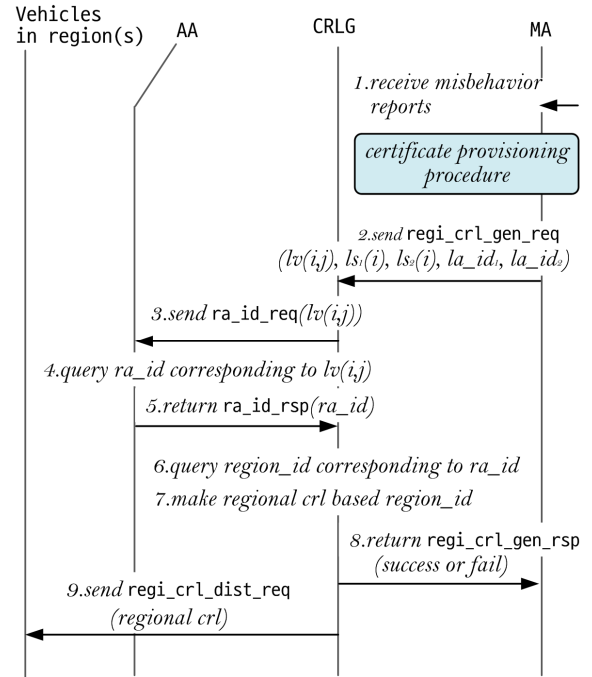 Vehicles
in region(s)
AA
CRLG
MA
1.receive misbehavior
reports
certificate provisioning
procedure
2.send regi_crl_gen_req
(lv(i,j), ls₁(i), ls₂(i), la_id₁, la_id₂)
3.send ra_id_req(lv(i,j))
4.query ra_id corresponding to lv(i,j)
5.return ra_id_rsp(ra_id)
6.query region_id corresponding to ra_id
7.make regional crl based region_id
8.return regi_crl_gen_rsp
(success or fail)
9.send regi_crl_dist_req
(regional crl)